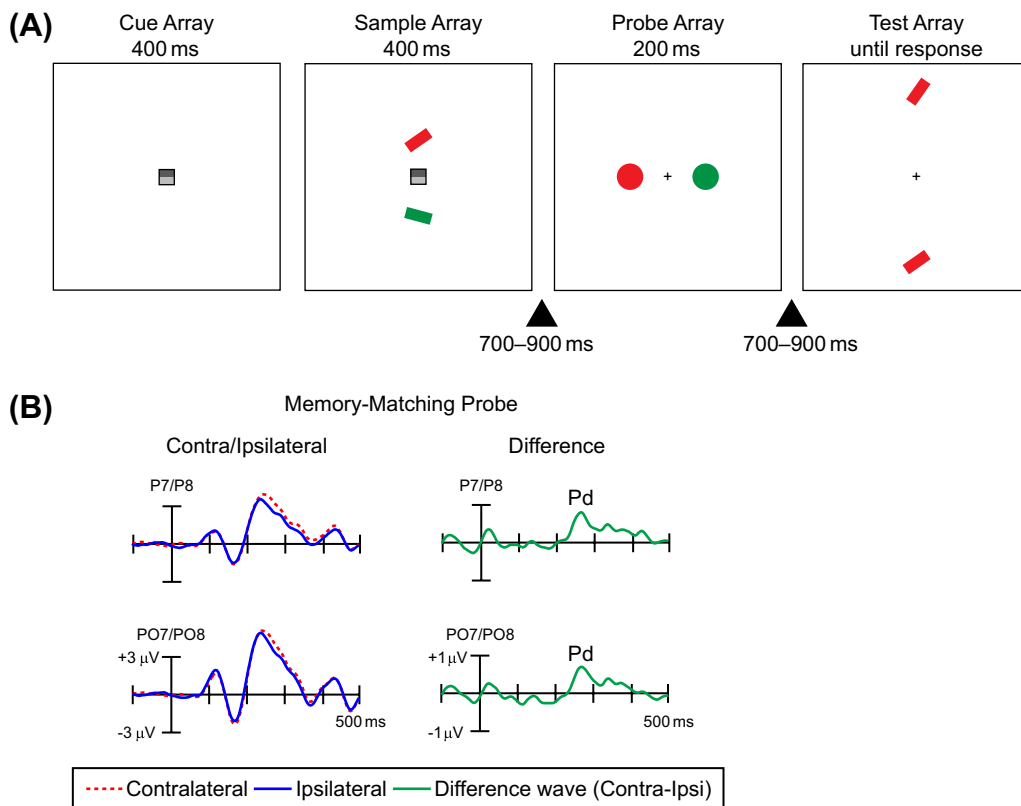 (A)
Cue Array
400 ms
Sample Array
400 ms
Probe Array
200 ms
Test Array
until response
+
+
700–900 ms
700–900 ms
(B)
Memory-Matching Probe
Contra/Ipsilateral
Difference
P7/P8
P7/P8
Pd
PO7/PO8
+3 µV
-3 µV
500 ms
PO7/PO8
+1 µV
-1 µV
Pd
500 ms
Contralateral
Ipsilateral
Difference wave (Contra-Ipsi)